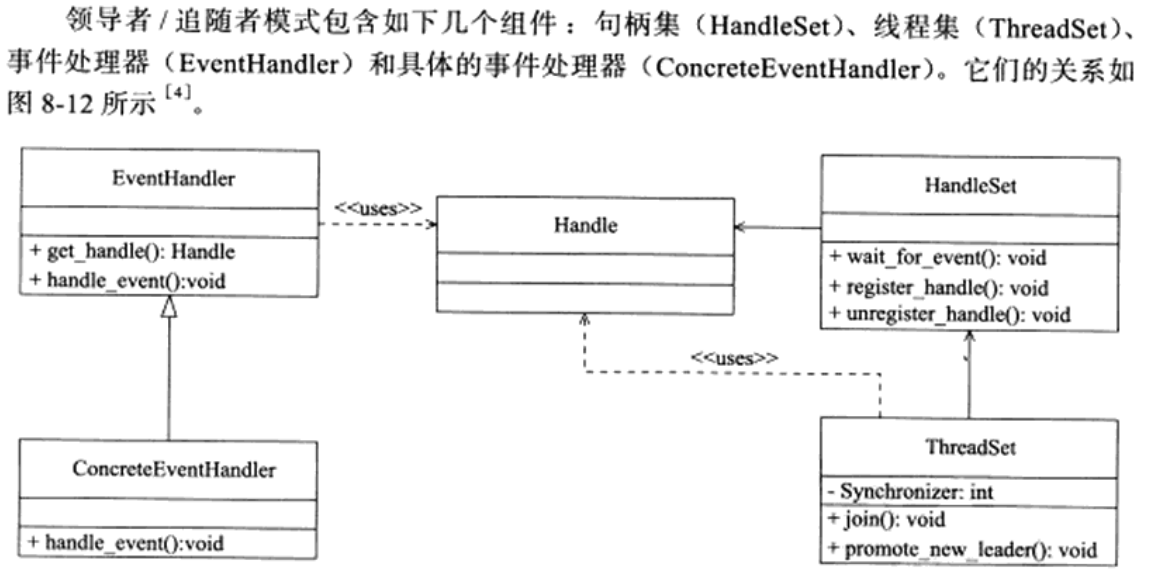 领导者/追随者模式包含如下几个组件：句柄集（HandleSet）、线程集（ThreadSet）、
事件处理器（EventHandler）和具体的事件处理器（ConcreteEventHandler）。它们的关系如
图 8-12 所示 [4]。
EventHandler
+ get_handle(): Handle
+ handle_event():void
<<uses>>
Handle
HandleSet
+ wait_for_event(): void
+ register_handle(): void
+ unregister_handle(): void
<<uses>>
ConcreteEventHandler
+ handle_event():void
ThreadSet
- Synchronizer: int
+ join(): void
+ promote_new_leader(): void